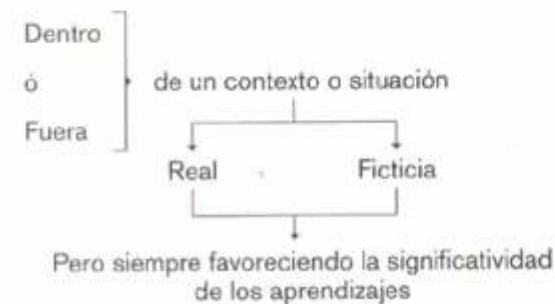 Dentro
ó
de un contexto o situación
Fuera
Real
Ficticia
Pero siempre favoreciendo la significatividad
de los aprendizajes